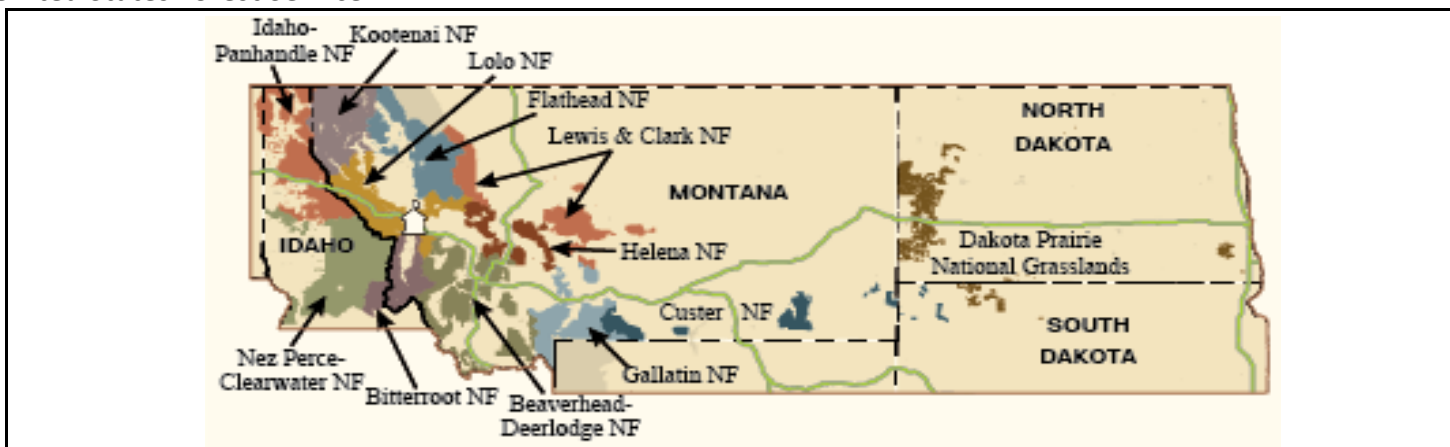 Idaho-
Panhandle NF
Kootenai NF
Lolo NF
Flathead NF
Lewis & Clark NF
NORTH
DAKOTA
MONTANA
IDAHO
Helena NF
Dakota Prairie
National Grasslands
Custer NF
SOUTH
DAKOTA
Nez Perce-
Clearwater NF
Bitterroot NF
Beaverhead-
Deerlodge NF
Gallatin NF